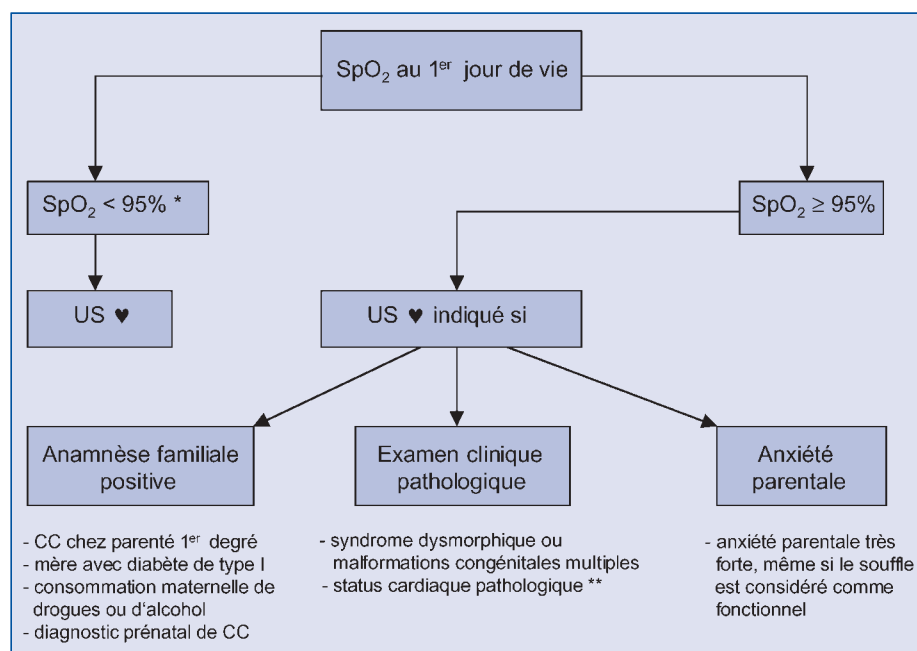 SpO₂ au 1ᵉʳ jour de vie
SpO₂ < 95% *
SpO₂ ≥ 95%
US ♥
US ♥ indiqué si
Anamnèse familiale
positive
Examen clinique
pathologique
Anxiété
parentale
- CC chez parenté 1ᵉʳ degré
- mère avec diabète de type I
- consommation maternelle de
drogues ou d'alcohol
- diagnostic prénatal de CC
- syndrome dysmorphique ou
malformations congénitales multiples
- status cardiaque pathologique **
- anxiété parentale très
forte, même si le souffle
est considéré comme
fonctionnel